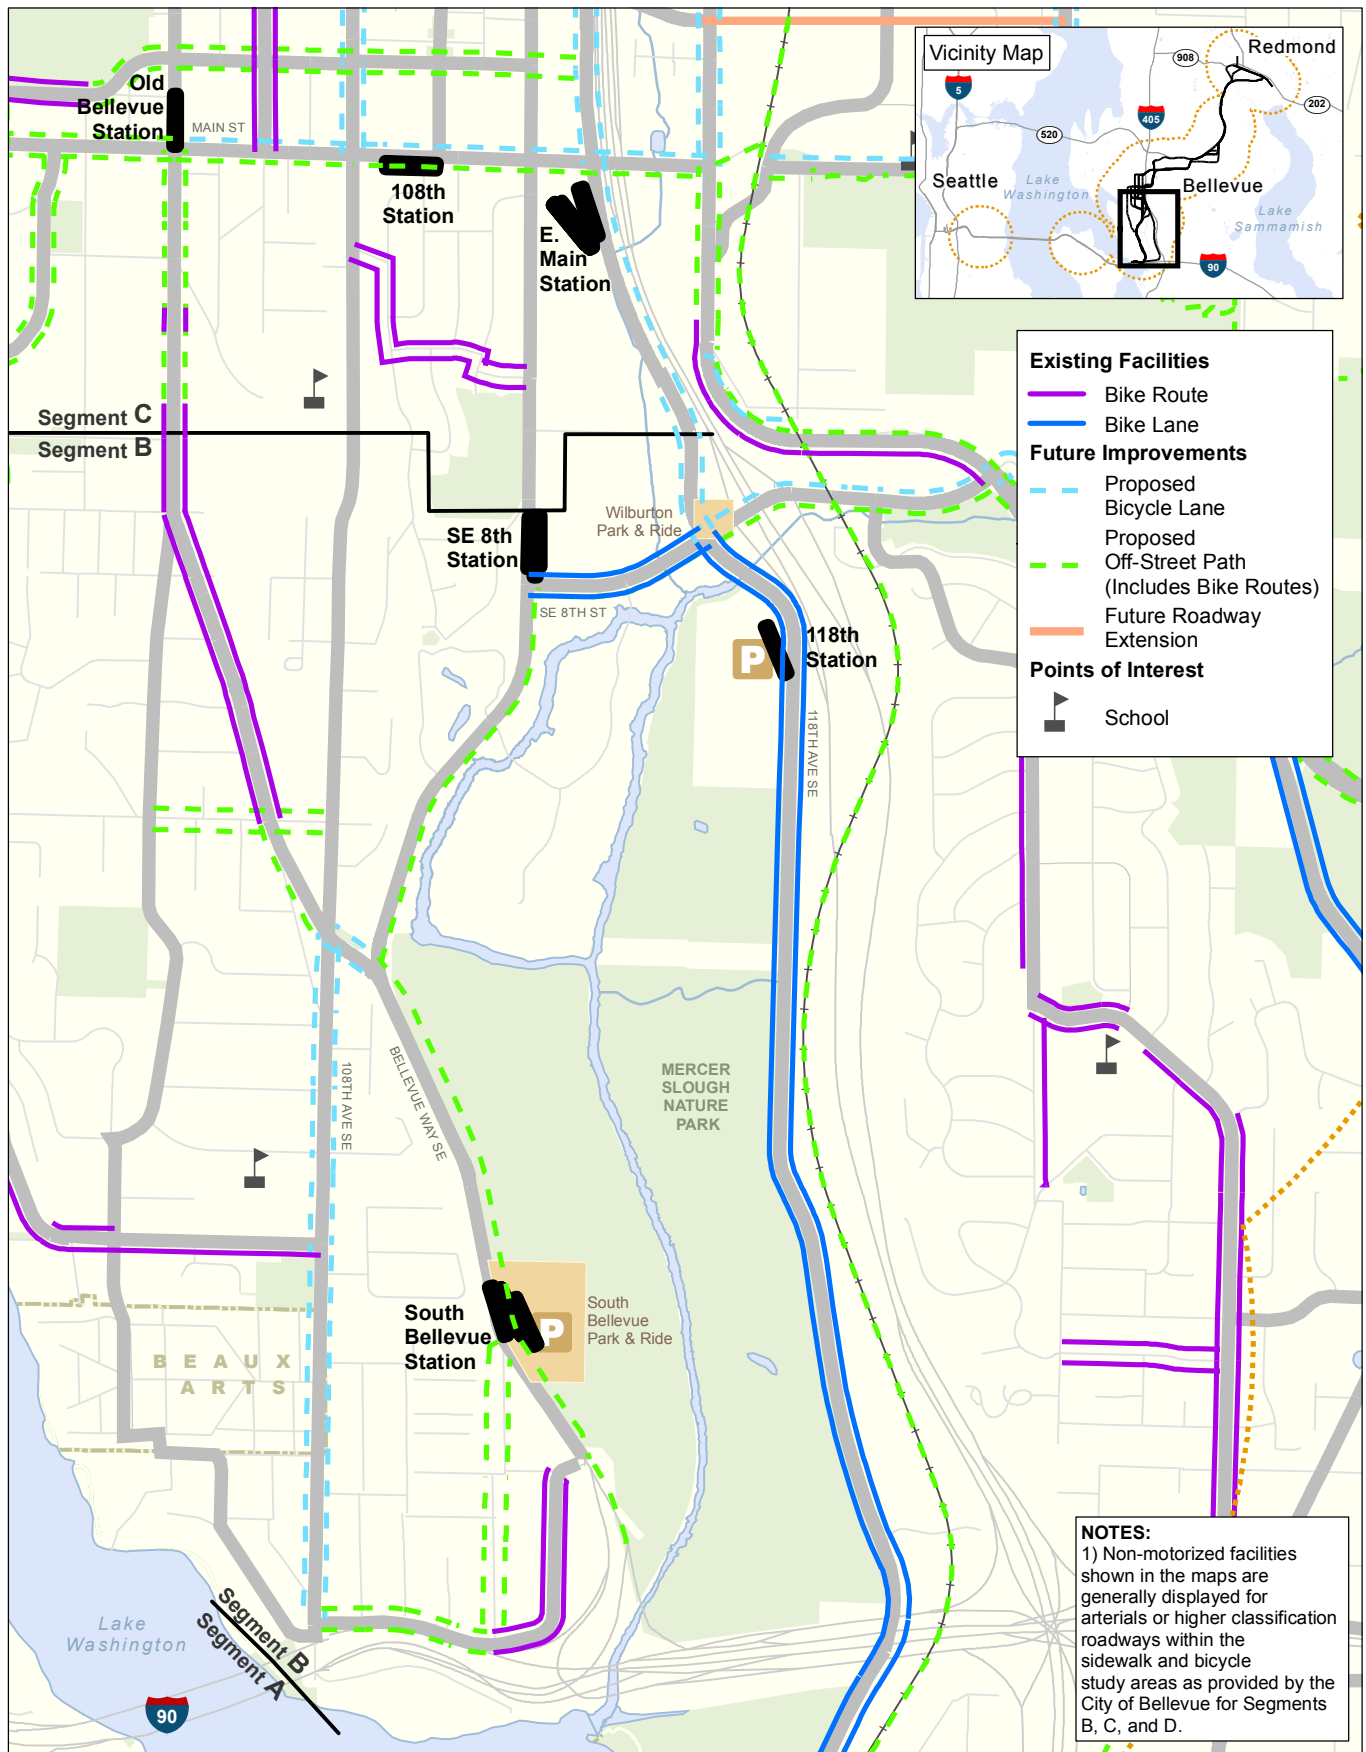 Vicinity Map
Redmond
908
5
202
405
520
Seattle
Lake
Washington
Bellevue
Lake
Sammamish
90
Old
Bellevue
Station
MAIN ST
108th
Station
E.
Main
Station
Existing Facilities
Bike Route
Bike Lane
Future Improvements
Proposed
Bicycle Lane
Proposed
Off-Street Path
(Includes Bike Routes)
Future Roadway
Extension
Points of Interest
School
Segment C
Segment B
Wilburton
Park & Ride
SE 8th
Station
SE 8TH ST
P
118th
Station
118TH AVE SE
108TH AVE SE
BELLEVUE WAY SE
MERCER
SLOUGH
NATURE
PARK
South
Bellevue
Station
P
South
Bellevue
Park & Ride
BEAUX
ARTS
Lake
Washington
Segment B
Segment A
90
NOTES:
1) Non-motorized facilities
shown in the maps are
generally displayed for
arterials or higher classification
roadways within the
sidewalk and bicycle
study areas as provided by the
City of Bellevue for Segments
B, C, and D.